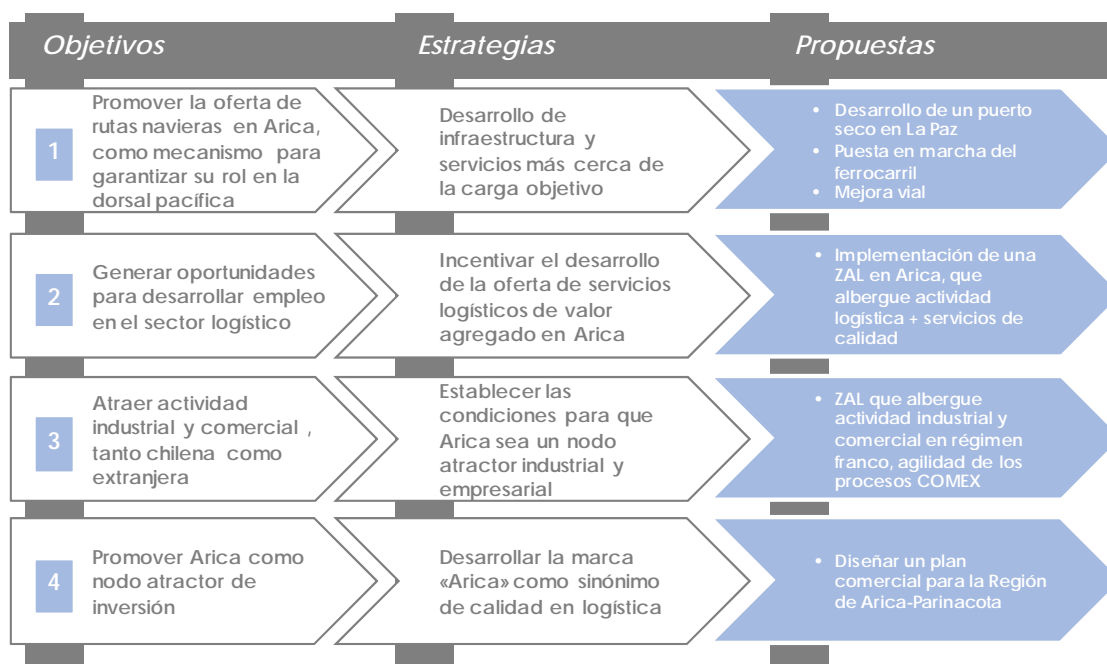 Objetivos
Estrategias
Propuestas
1
Promover la oferta de
rutas navieras en Arica,
como mecanismo para
garantizar su rol en la
dorsal pacífica
Desarrollo de
infraestructura y
servicios más cerca de
la carga objetivo
• Desarrollo de un puerto
seco en La Paz
• Puesta en marcha del
ferrocarril
• Mejora vial
2
Generar oportunidades
para desarrollar empleo
en el sector logístico
Incentivar el desarrollo
de la oferta de servicios
logísticos de valor
agregado en Arica
• Implementación de una
ZAL en Arica, que
albergue actividad
logística + servicios de
calidad
3
Atraer actividad
industrial y comercial ,
tanto chilena como
extranjera
Establecer las
condiciones para que
Arica sea un nodo
atractor industrial y
empresarial
• ZAL que albergue
actividad industrial y
comercial en régimen
franco, agilidad de los
procesos COMEX
4
Promover Arica como
nodo atractor de
inversión
Desarrollar la marca
«Arica» como sinónimo
de calidad en logística
• Diseñar un plan
comercial para la Región
de Arica-Parinacota